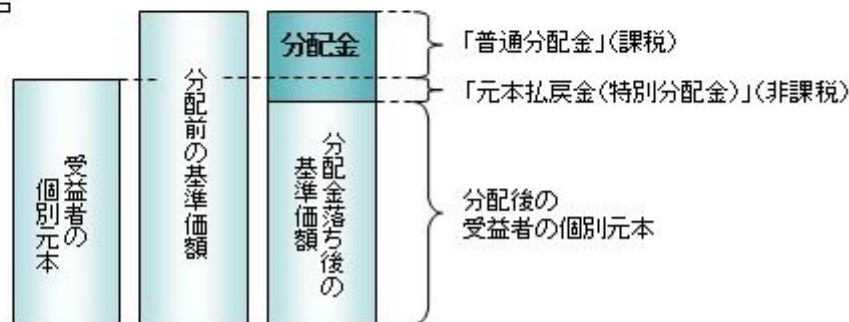 受益者の
個別元本
分配前の基準価額
分配金
分配金落ち後の
基準価額
「普通分配金」(課税)
「元本払戻金(特別分配金)」(非課税)
分配後の
受益者の個別元本